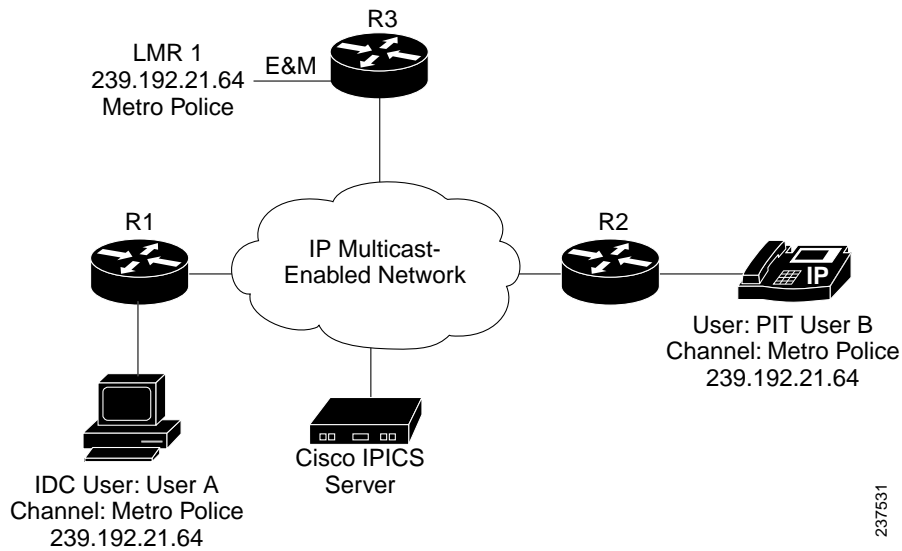 R3
LMR 1
239.192.21.64
Metro Police
E&M
R1
IP Multicast-
Enabled Network
R2
IP
User: PIT User B
Channel: Metro Police
239.192.21.64
Cisco IPICS
Server
IDC User: User A
Channel: Metro Police
239.192.21.64
237531